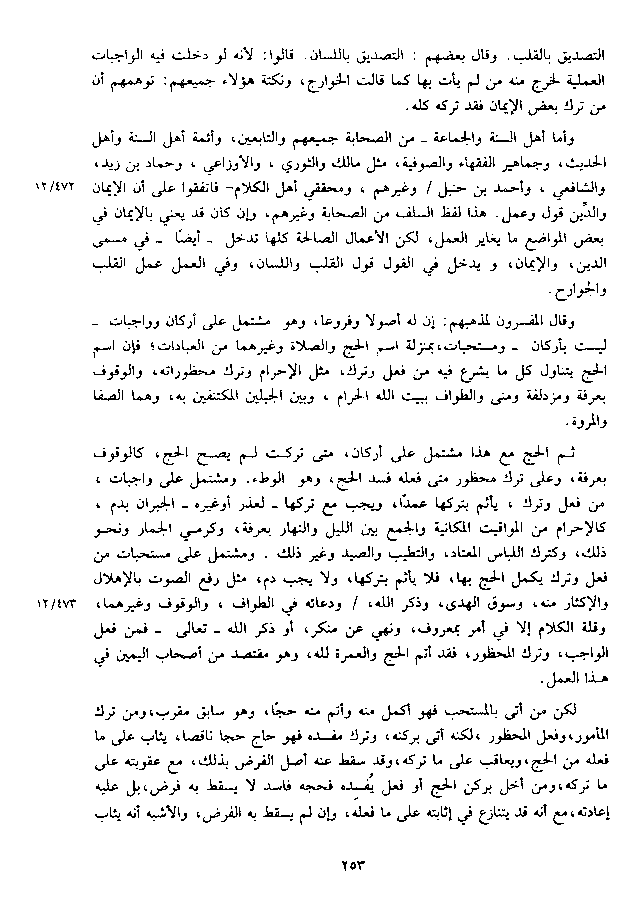 التصديق بالقلب. وقال بعضهم : التصديق باللسان. قالوا: لأنه لو دخلت فيه الواجبات
العملية لخرج منه من لم يأت بها كما قالت الخوارج، ونكتة هؤلاء جميعهم: توهمهم أن
من ترك بعض الإيمان فقد تركه كله.
وأما أهل السنة والجماعة ـ من الصحابة جميعهم والتابعين، وأئمة أهل السنة وأهل
الحديث، وجماهير الفقهاء والصوفية، مثل مالك والثوري ، والأوزاعي ، وحماد بن زيد،
والشافعي ، وأحمد بن حنبل / وغيرهم ، ومحققي أهل الكلام– فاتفقوا على أن الإيمان ١٢/٤٧٢
والدِّين قول وعمل. هذا لفظ السلف من الصحابة وغيرهم، وإن كان قد يعني بالإيمان في
بعض المواضع ما يغاير العمل، لكن الأعمال الصالحة كلها تدخل ـ أيضًا ـ في مسمى
الدين، والإيمان، و يدخل في القول قول القلب واللسان، وفي العمل عمل القلب
والجوارح.
وقال المفسرون لمذهبهم: إن له أصولا وفروعا، وهو مشتمل على أركان وواجبات ـ
ليست بأركان ـ ومستحبات، بمنزلة اسم الحج والصلاة وغيرهما من العبادات؛ فإن اسم
الحج يتناول كل ما يشرع فيه من فعل وترك، مثل الإحرام وترك محظوراته، والوقوف
بعرفة ومزدلفة ومنى والطواف ببيت الله الحرام ، وبين الجبلين المكتنفين به، وهما الصفا
والمروة.
ثم الحج مع هذا مشتمل على أركان، متى تركت لم يصح الحج، كالوقوف
بعرفة، وعلى ترك محظور متى فعله فسد الحج، وهو الوطء. ومشتمل على واجبات ،
من فعل وترك ، يأثم بتركها عمدًا، ويجب مع تركها ـ لعذر أوغيره ـ الجبران بدم ،
كالإحرام من المواقيت المكانية والجمع بين الليل والنهار بعرفة، وكرمي الجمار ونحو
ذلك، وكترك اللباس المعتاد، والتطيب والصيد وغير ذلك . ومشتمل على مستحبات من
فعل وترك يكمل الحج بها، فلا يأثم بتركها، ولا يجب دم، مثل رفع الصوت بالإهلال
والإكثار منه، وسوق الهدى، وذكر الله، / ودعائه في الطواف ، والوقوف وغيرهما، ١٢/٤٧٣
وقلة الكلام إلا في أمر بمعروف، ونهي عن منكر، أو ذكر الله ـ تعالى ـ فمن فعل
الواجب، وترك المحظور، فقد أتم الحج والعمرة لله، وهو مقتصد من أصحاب اليمين في
هذا العمل.
لكن من أتى بالمستحب فهو أكمل منه وأتم منه حجًا، وهو سابق مقرب، ومن ترك
المأمور، وفعل المحظور ، لكنه أتى بركنه، وترك مفسده فهو حاج حجا ناقصا، يثاب على ما
فعله من الحج، ويعاقب على ما تركه، وقد سقط عنه أصل الفرض بذلك، مع عقوبته على
ما تركه، ومن أخل بركن الحج أو فعل يُفسِده فحجه فاسد لا يسقط به فرض، بل عليه
إعادته، مع أنه قد يتنازع في إثابته على ما فعله، وإن لم يسقط به الفرض، والأشبه أنه يثاب
٢٥٣